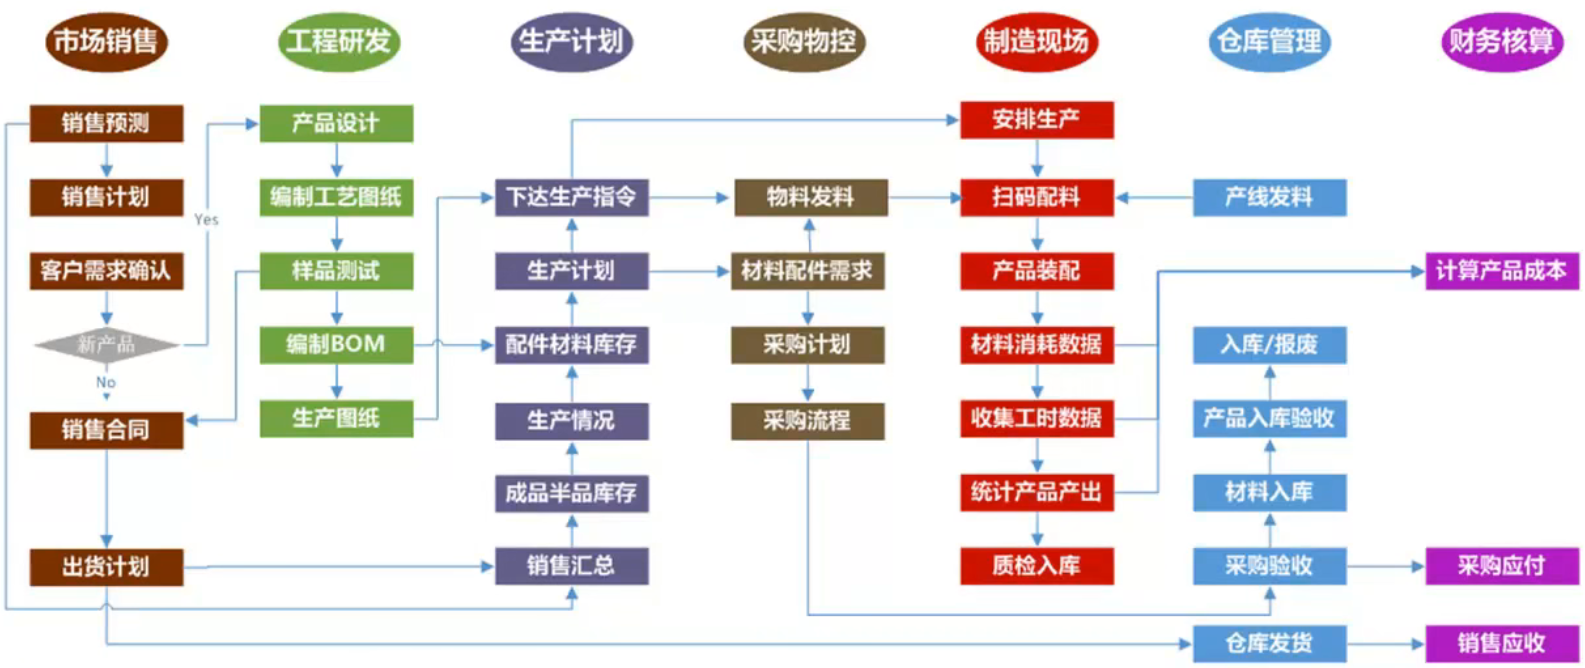 市场销售
工程研发
生产计划
采购物控
制造现场
仓库管理
财务核算
销售预测
销售计划
客户需求确认
新产品
Yes
No
销售合同
出货计划
产品设计
编制工艺图纸
样品测试
编制BOM
生产图纸
下达生产指令
生产计划
配件材料库存
生产情况
成品半品库存
销售汇总
物料发料
材料配件需求
采购计划
采购流程
安排生产
扫码配料
产品装配
材料消耗数据
收集工时数据
统计产品产出
质检入库
产线发料
入库/报废
产品入库验收
材料入库
采购验收
仓库发货
计算产品成本
采购应付
销售应收